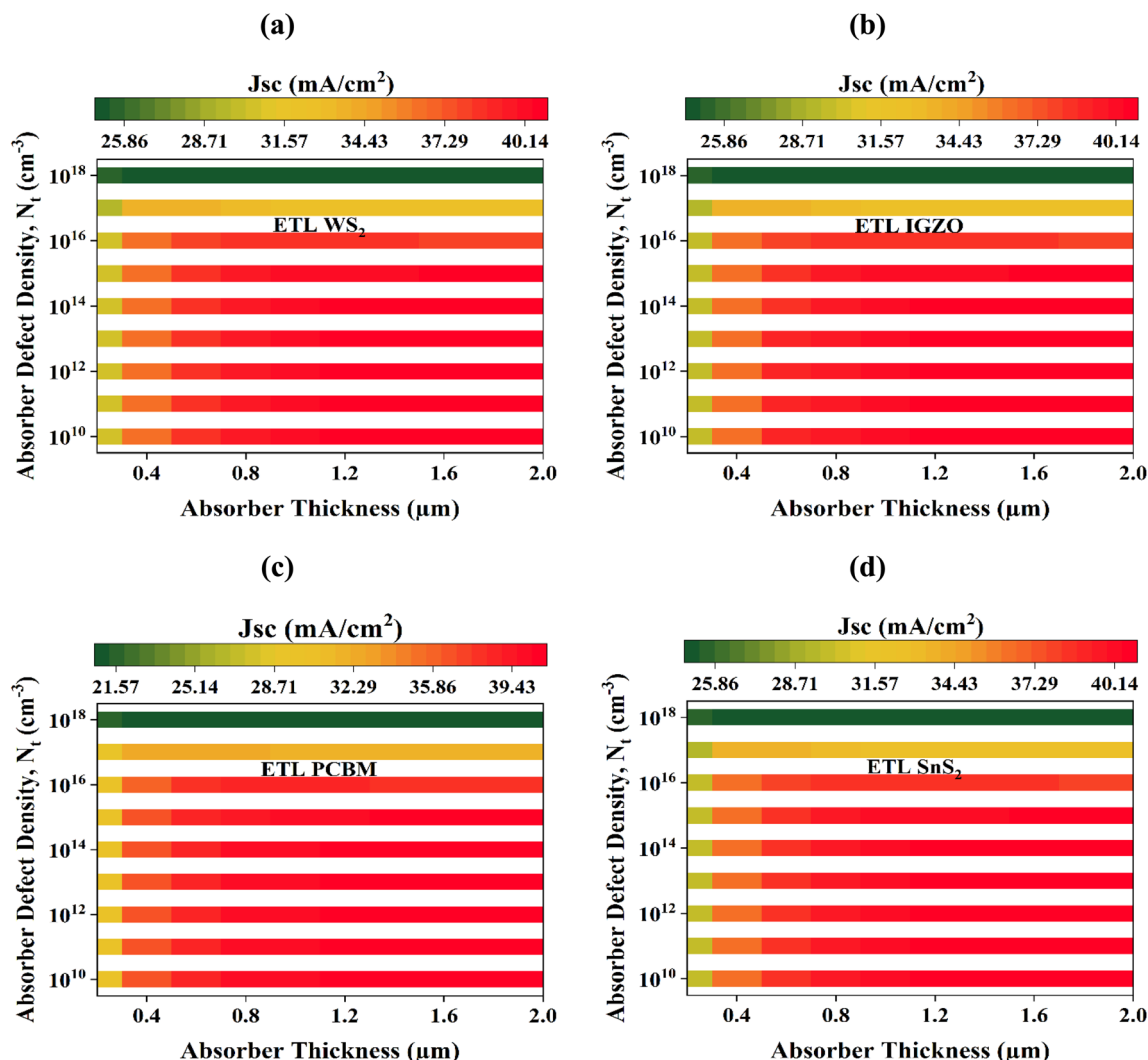 (a)
Jsc (mA/cm²)
25.86 28.71 31.57 34.43 37.29 40.14
Absorber Defect Density, Nₜ (cm⁻³)
10¹⁸
ETL WS₂
10¹⁶
10¹⁴
10¹²
10¹⁰
0.4 0.8 1.2 1.6 2.0
Absorber Thickness (µm)
(b)
Jsc (mA/cm²)
25.86 28.71 31.57 34.43 37.29 40.14
Absorber Defect Density, Nₜ (cm⁻³)
10¹⁸
ETL IGZO
10¹⁶
10¹⁴
10¹²
10¹⁰
0.4 0.8 1.2 1.6 2.0
Absorber Thickness (µm)
(c)
Jsc (mA/cm²)
21.57 25.14 28.71 32.29 35.86 39.43
Absorber Defect Density, Nₜ (cm⁻³)
10¹⁸
ETL PCBM
10¹⁶
10¹⁴
10¹²
10¹⁰
0.4 0.8 1.2 1.6 2.0
Absorber Thickness (µm)
(d)
Jsc (mA/cm²)
25.86 28.71 31.57 34.43 37.29 40.14
Absorber Defect Density, Nₜ (cm⁻³)
10¹⁸
ETL SnS₂
10¹⁶
10¹⁴
10¹²
10¹⁰
0.4 0.8 1.2 1.6 2.0
Absorber Thickness (µm)